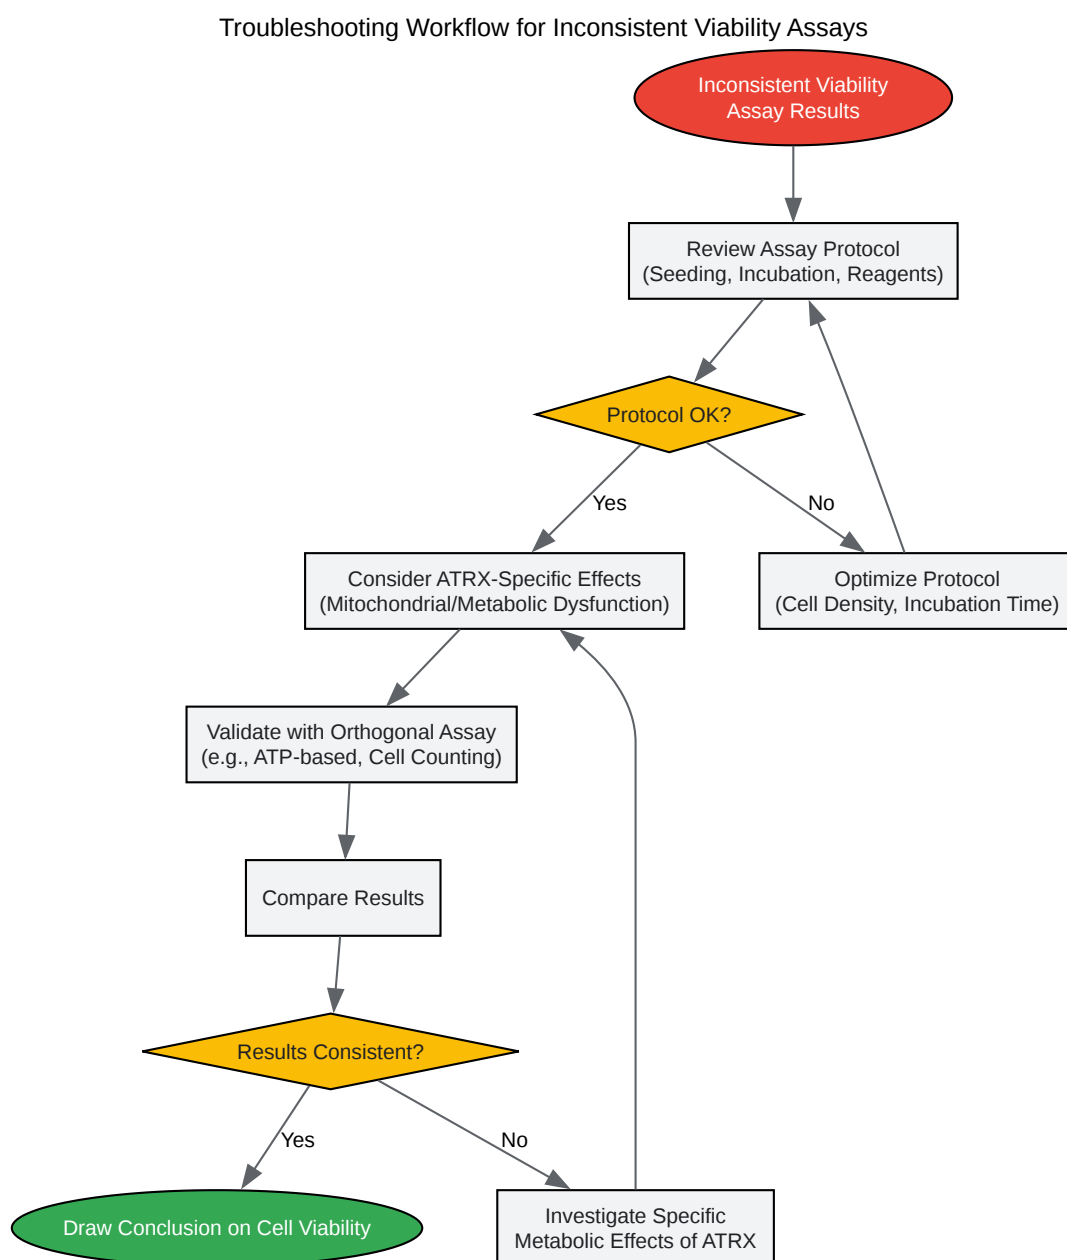 Troubleshooting Workflow for Inconsistent Viability Assays
Inconsistent Viability
Assay Results
Review Assay Protocol
(Seeding, Incubation, Reagents)
Protocol OK?
Yes
No
Consider ATRX-Specific Effects
(Mitochondrial/Metabolic Dysfunction)
Optimize Protocol
(Cell Density, Incubation Time)
Validate with Orthogonal Assay
(e.g., ATP-based, Cell Counting)
Compare Results
Results Consistent?
Yes
No
Draw Conclusion on Cell Viability
Investigate Specific
Metabolic Effects of ATRX